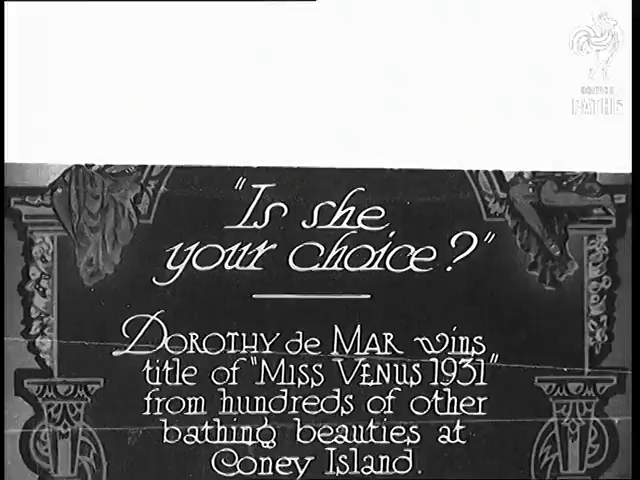 BRITISH
PATHÉ
"Is she
your choice?"
DOROTHY de MAR wins
title of "MISS VENUS 1931"
from hundreds of other
bathing beauties at
Coney Island.